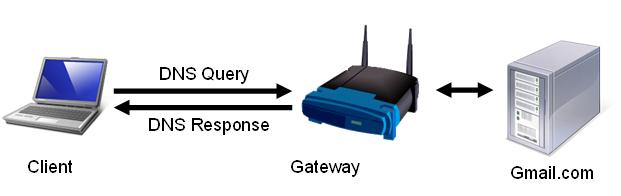 DNS Query
DNS Response
Client
Gateway
Gmail.com